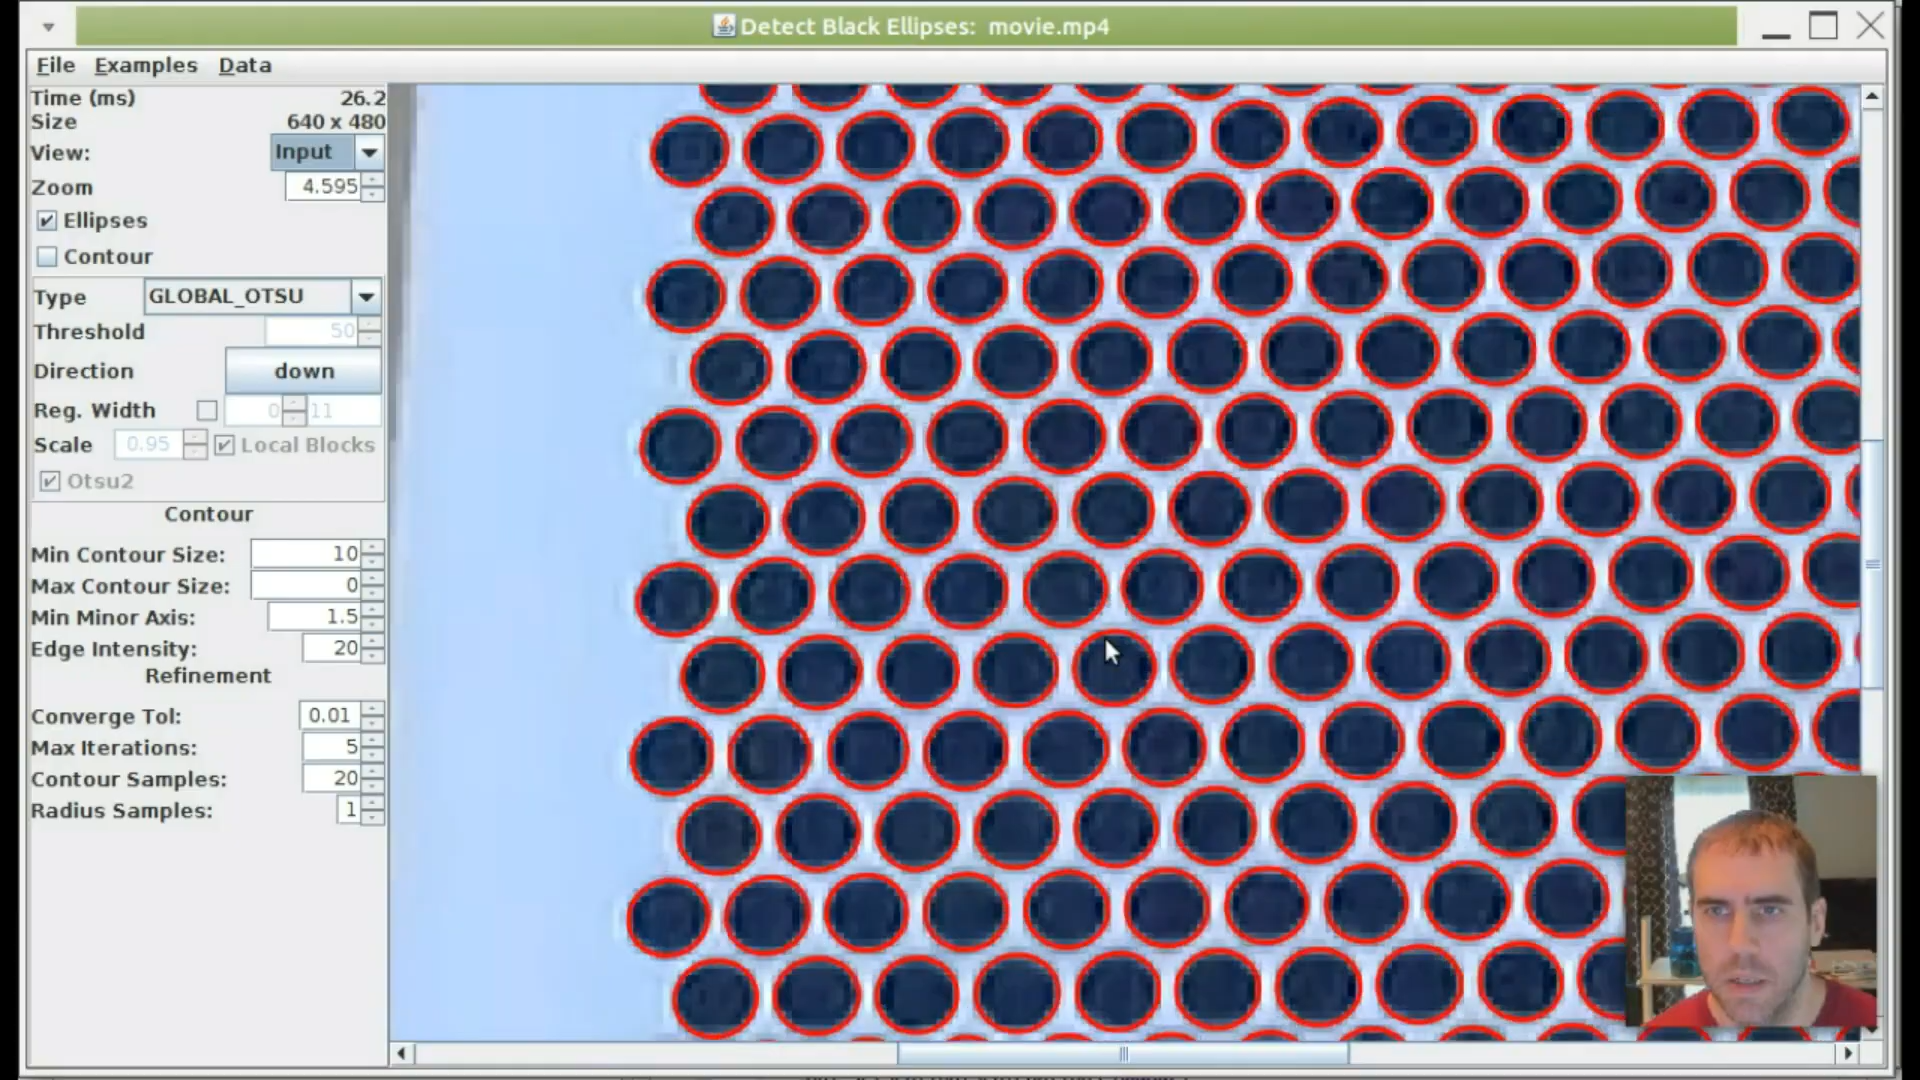 Detect Black Ellipses: movie.mp4
File Examples Data
Time (ms) 26.2
Size 640 x 480
View: Input
Zoom 4.595
Ellipses
Contour
Type GLOBAL_OTSU
Threshold 50
Direction down
Reg. Width 0 11
Scale 0.95 Local Blocks
Otsu2
Contour
Min Contour Size: 10
Max Contour Size: 0
Min Minor Axis: 1.5
Edge Intensity: 20
Refinement
Converge Tol: 0.01
Max Iterations: 5
Contour Samples: 20
Radius Samples: 1